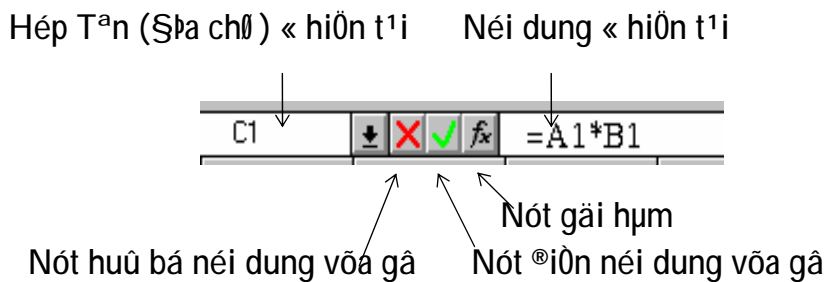 Hép Tªn (§Þa chØ) « hiÖn t¹i Néi dung « hiÖn t¹i
C1 fx =A1*B1
Nót gäi hµm
Nót huû bá néi dung võa gâ Nót ®iÒn néi dung võa gâ